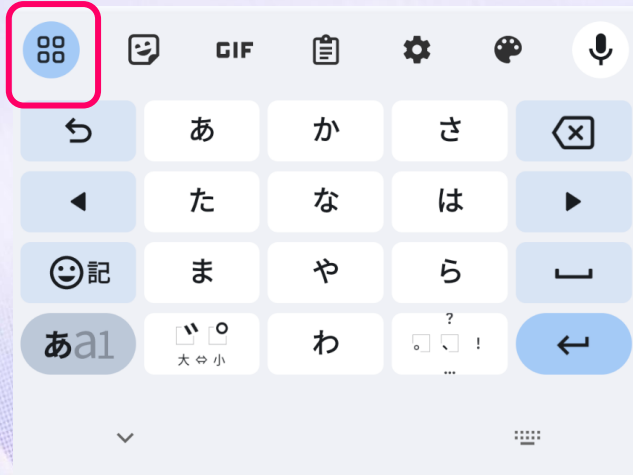 GIF
あ か さ
た な は
記 ま や ら
あa1 ゛゜ わ 。、?!…
大⇔小